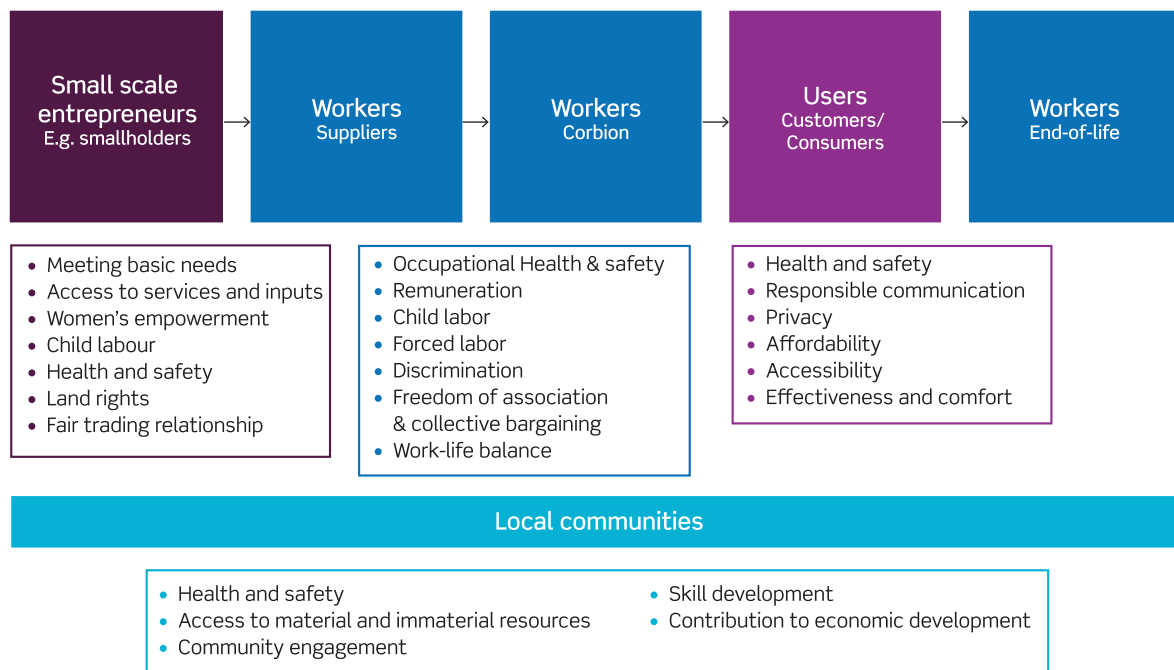 Small scale
entrepreneurs
E.g. smallholders
Workers
Suppliers
Workers
Corbion
Users
Customers/
Consumers
Workers
End-of-life
• Meeting basic needs
• Access to services and inputs
• Women's empowerment
• Child labour
• Health and safety
• Land rights
• Fair trading relationship
• Occupational Health & safety
• Remuneration
• Child labor
• Forced labor
• Discrimination
• Freedom of association
& collective bargaining
• Work-life balance
• Health and safety
• Responsible communication
• Privacy
• Affordability
• Accessibility
• Effectiveness and comfort
Local communities
• Health and safety
• Access to material and immaterial resources
• Community engagement
• Skill development
• Contribution to economic development